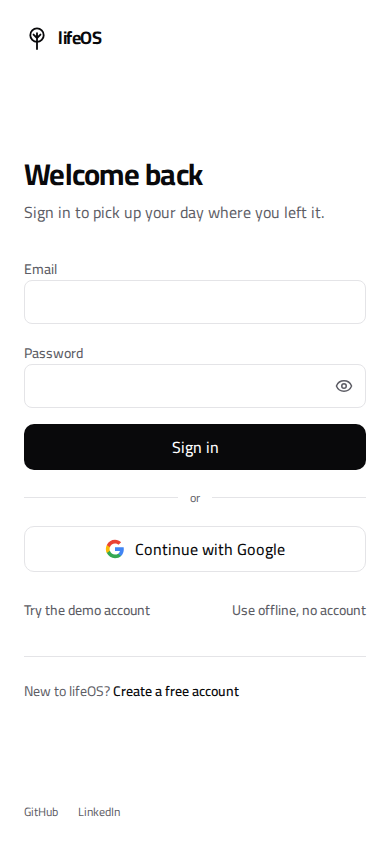 lifeOS
Welcome back
Sign in to pick up your day where you left it.
Email
Password
Sign in
or
Continue with Google
Try the demo account
Use offline, no account
New to lifeOS? Create a free account
GitHub
LinkedIn